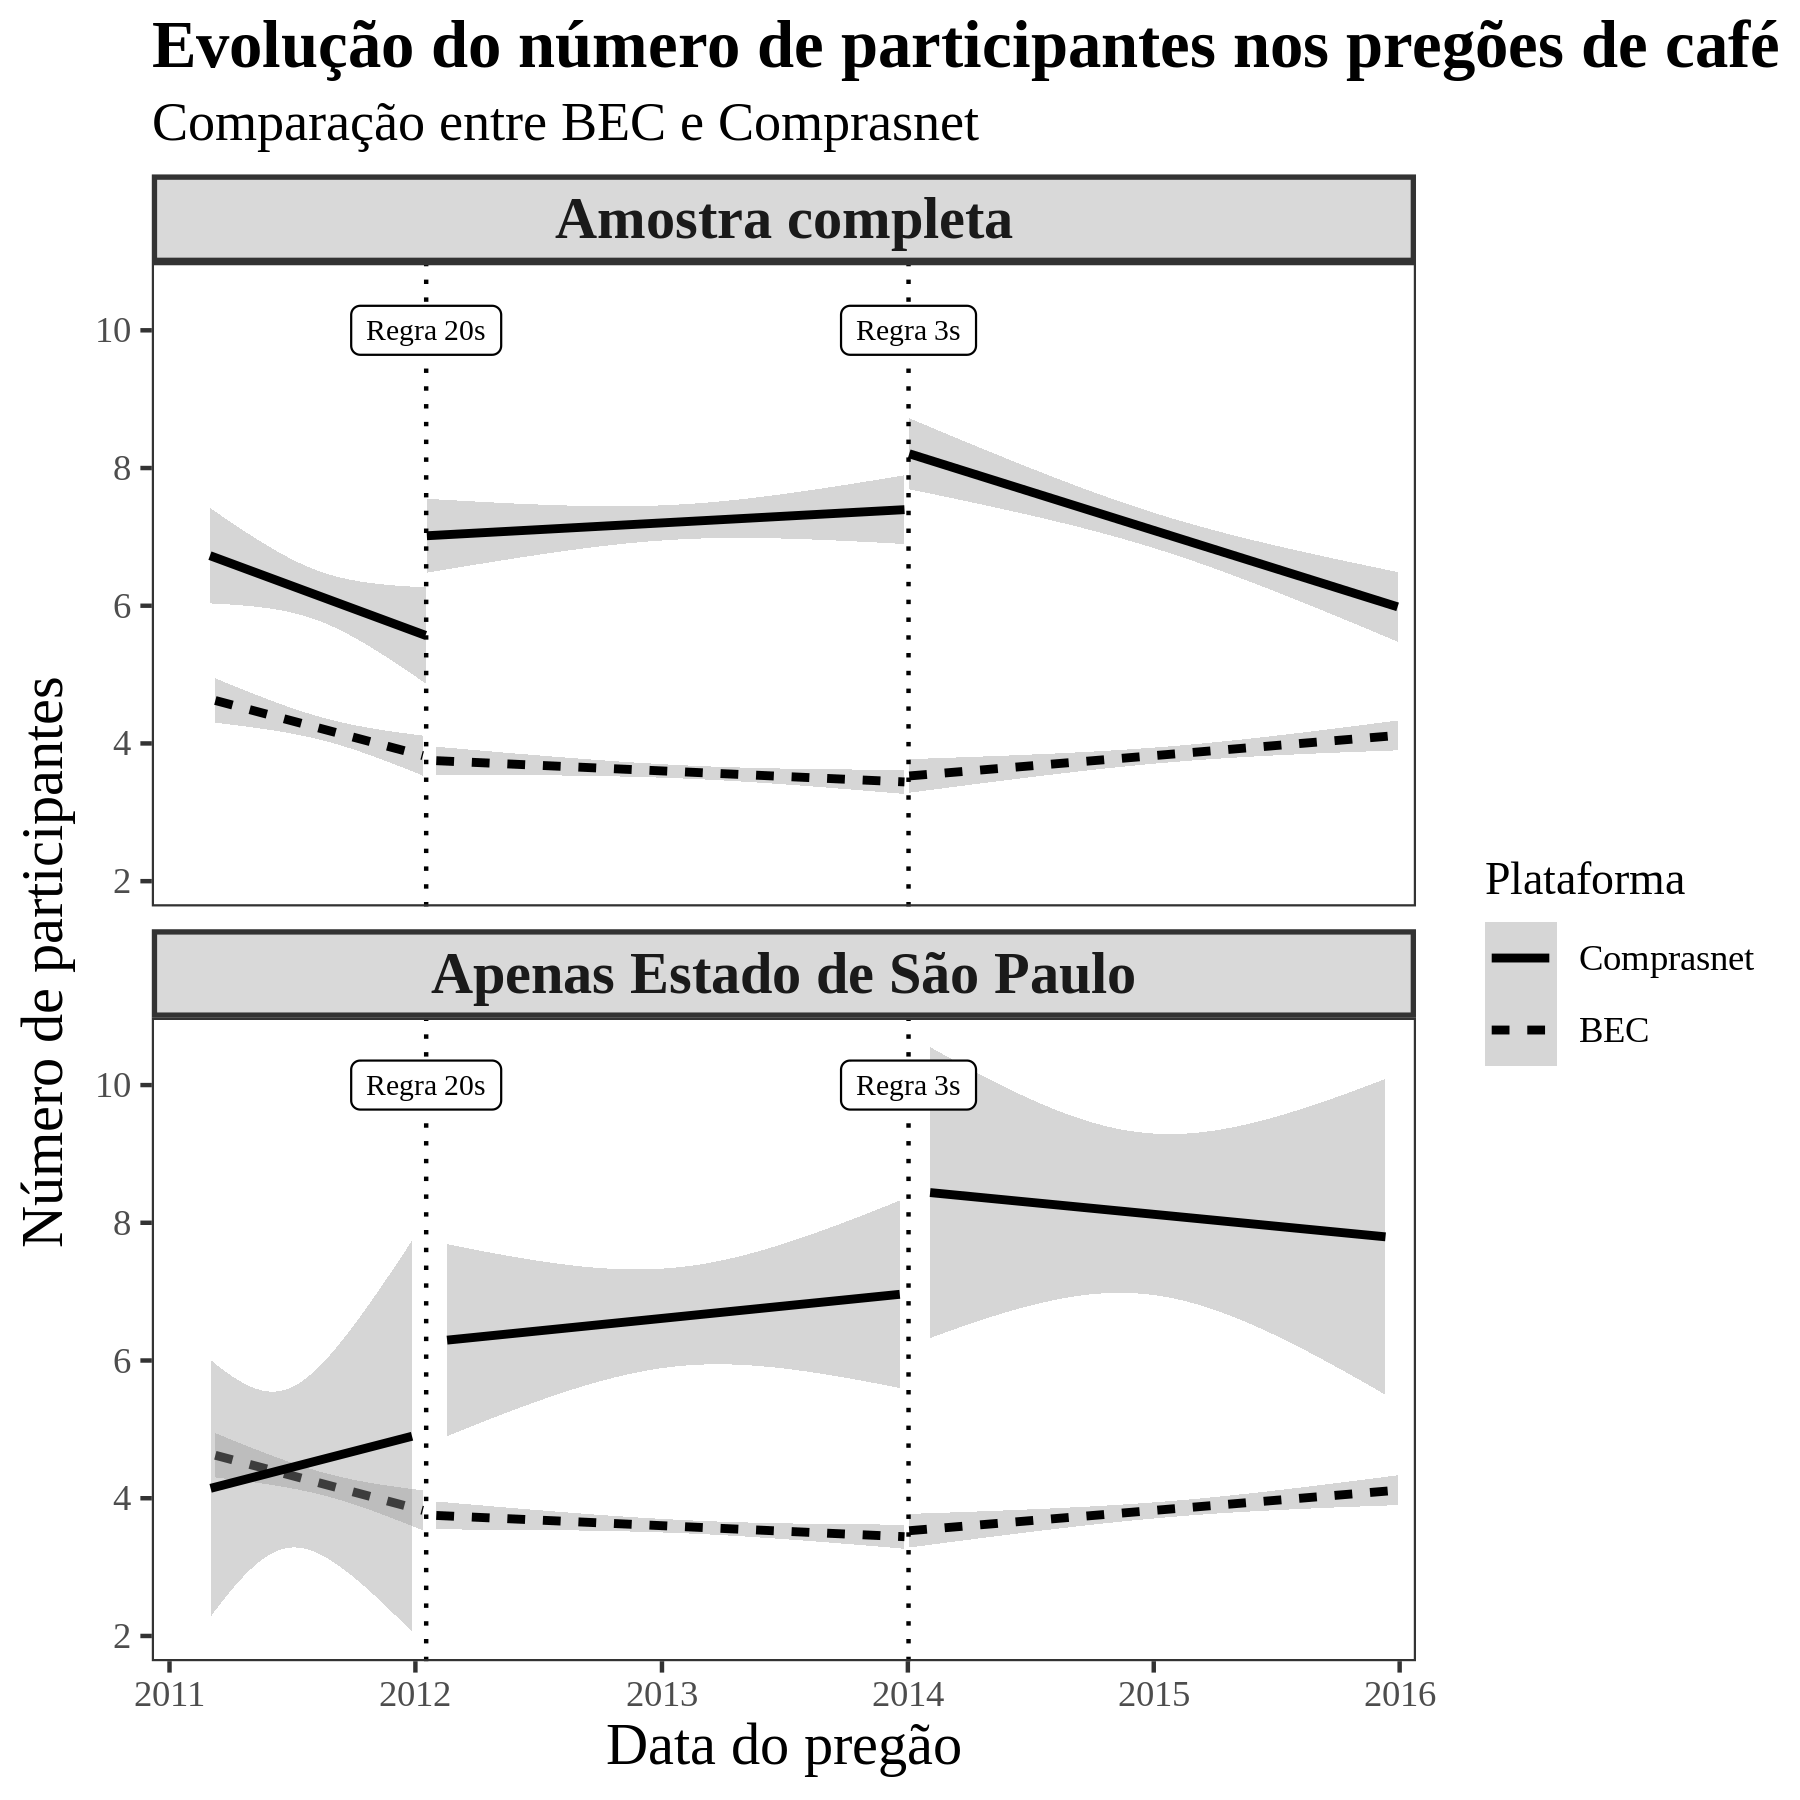 Evolução do número de participantes nos pregões de café
Comparação entre BEC e Comprasnet
Amostra completa
Regra 20s
Regra 3s
10
8
6
4
2
Número de participantes
Apenas Estado de São Paulo
Regra 20s
Regra 3s
10
8
6
4
2
2011 2012 2013 2014 2015 2016
Data do pregão
Plataforma
Comprasnet
BEC